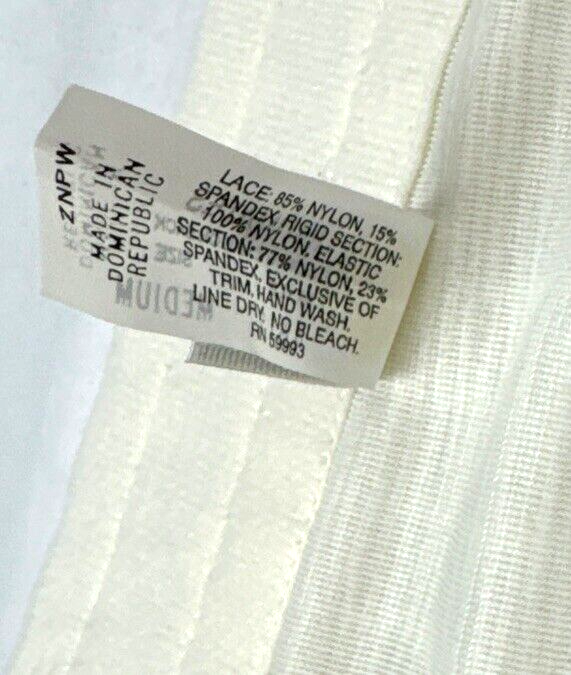 ZNPW
MADE IN
DOMINICAN
REPUBLIC
LACE: 85% NYLON, 15%
SPANDEX, RIGID SECTION:
100% NYLON, ELASTIC
SECTION: 77% NYLON, 23%
SPANDEX, EXCLUSIVE OF
TRIM. HAND WASH.
LINE DRY. NO BLEACH.
RN 59993
MEDIUM